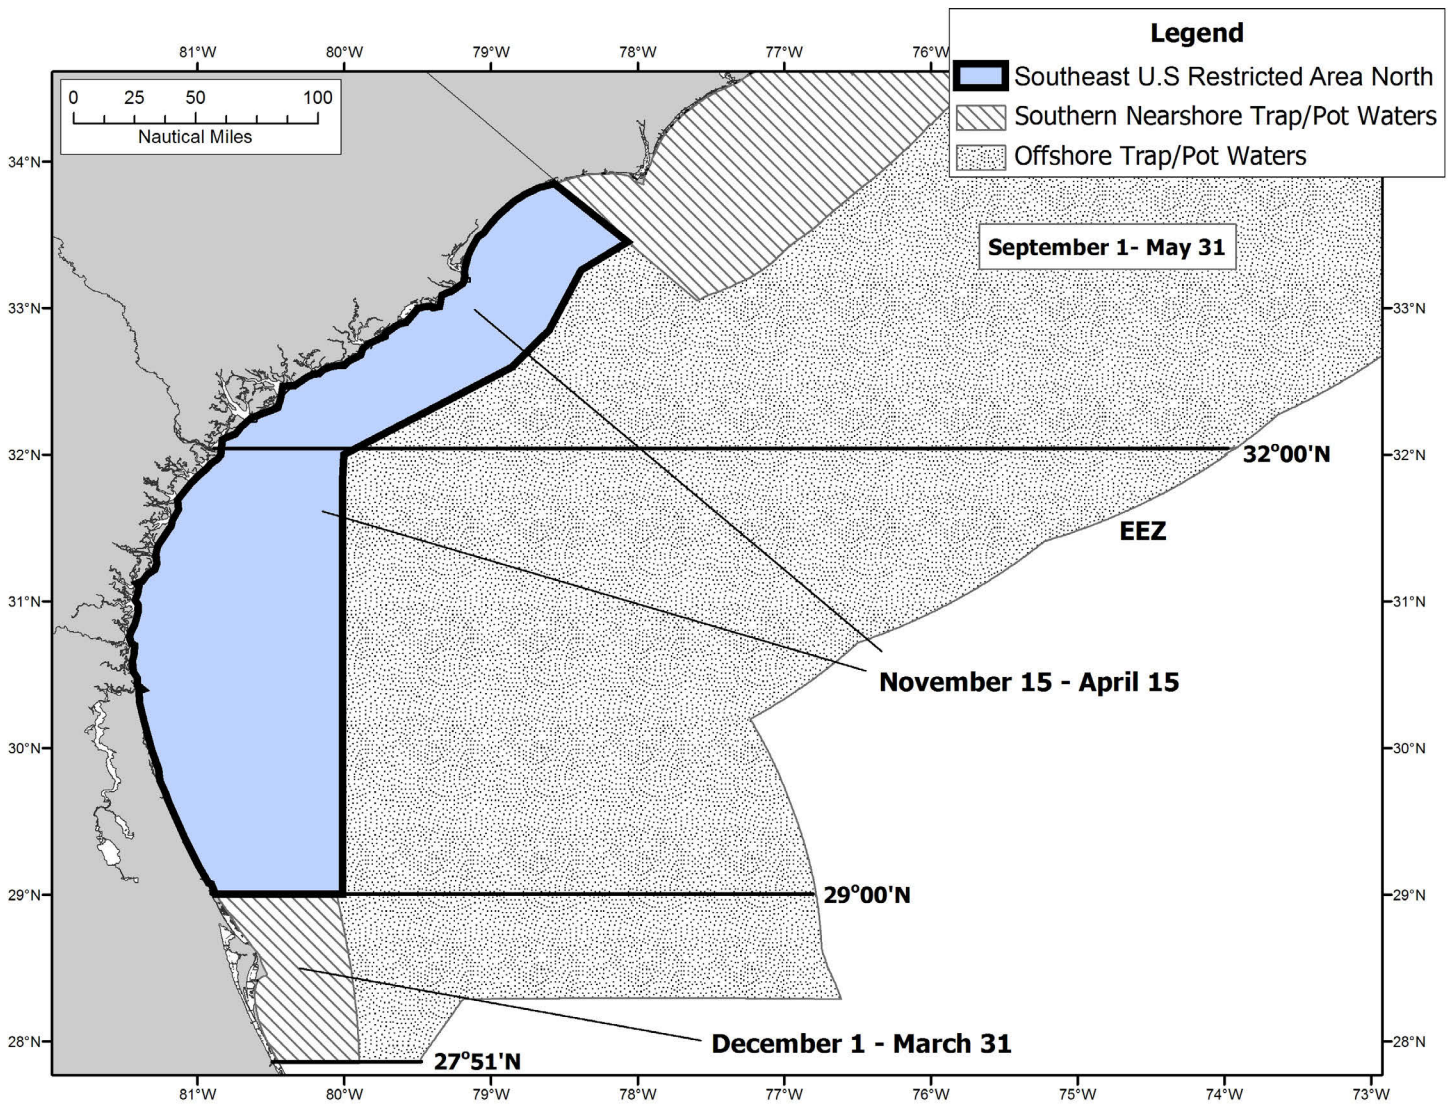 Legend
Southeast U.S Restricted Area North
Southern Nearshore Trap/Pot Waters
Offshore Trap/Pot Waters
81°W 80°W 79°W 78°W 77°W 76°W
0 25 50 100
Nautical Miles
34°N
September 1- May 31
33°N 33°N
32°N 32°00'N 32°N
EEZ
31°N 31°N
November 15 - April 15
30°N 30°N
29°N 29°00'N 29°N
28°N December 1 - March 31 28°N
27°51'N
81°W 80°W 79°W 78°W 77°W 76°W 75°W 74°W 73°W